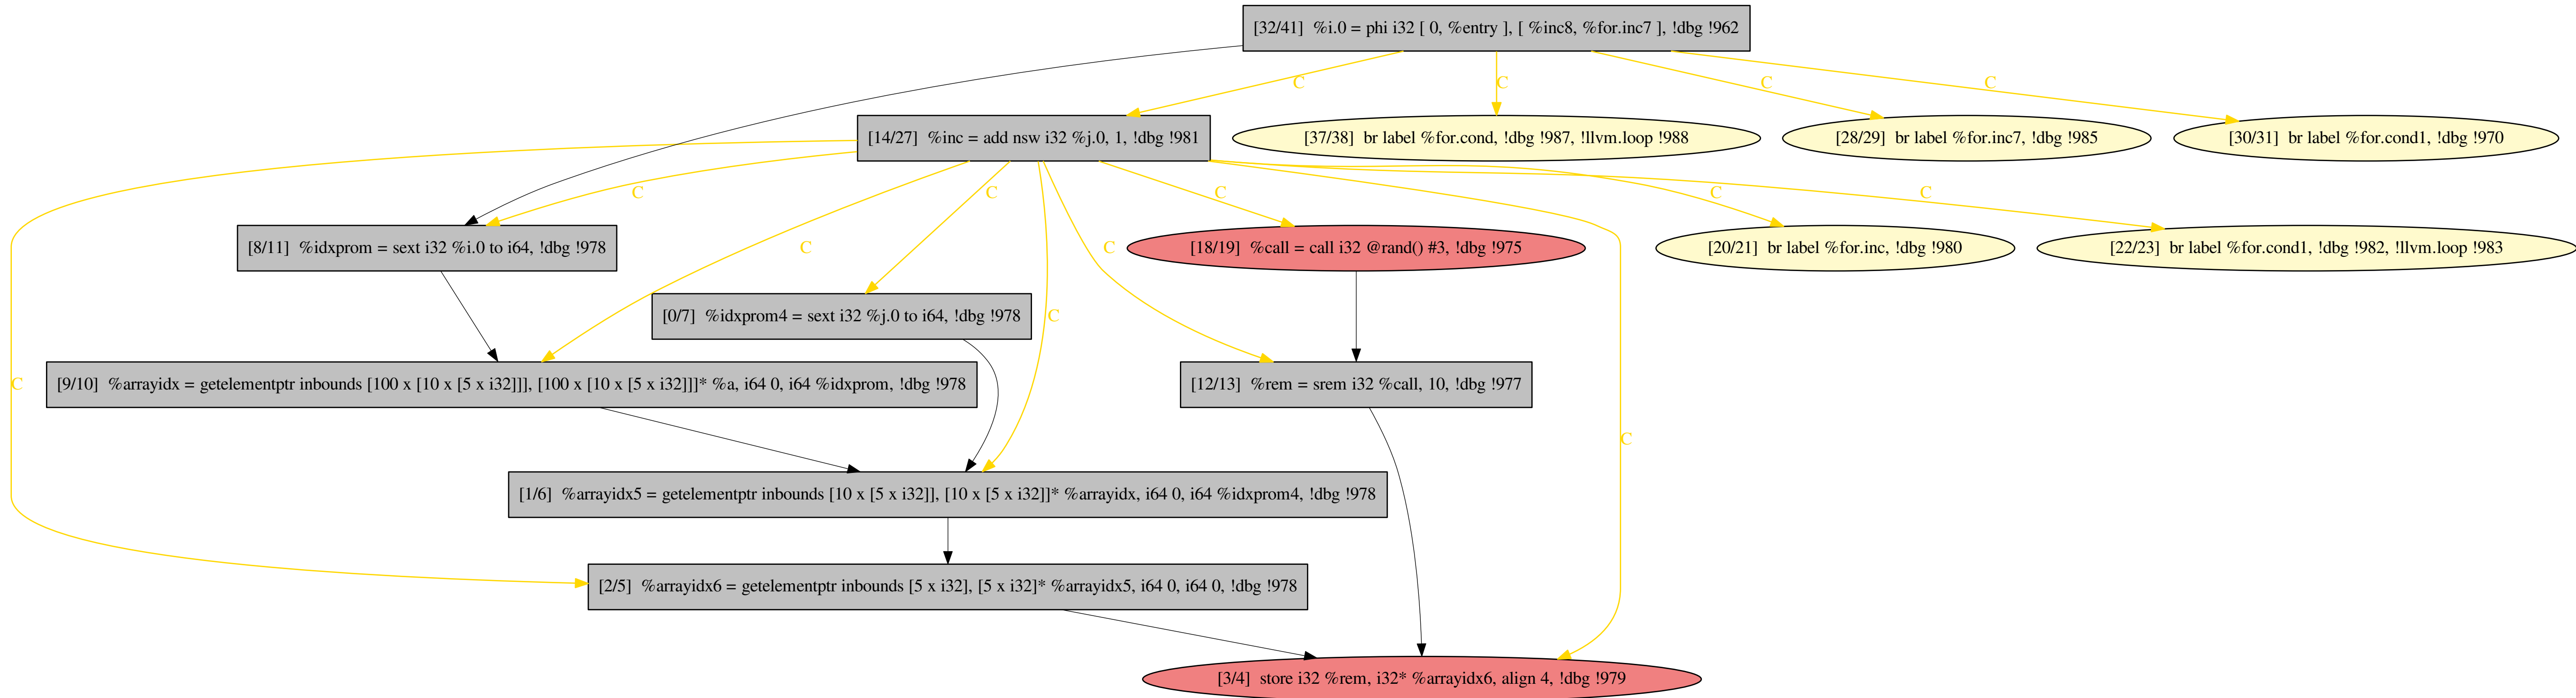 [32/41]  %i.0 = phi i32 [ 0, %entry ], [ %inc8, %for.inc7 ], !dbg !962
C
C
C
C
[14/27]  %inc = add nsw i32 %j.0, 1, !dbg !981
[37/38]  br label %for.cond, !dbg !987, !llvm.loop !988
[28/29]  br label %for.inc7, !dbg !985
[30/31]  br label %for.cond1, !dbg !970
C
C
C
C
C
[8/11]  %idxprom = sext i32 %i.0 to i64, !dbg !978
C
C
[18/19]  %call = call i32 @rand() #3, !dbg !975
[20/21]  br label %for.inc, !dbg !980
[22/23]  br label %for.cond1, !dbg !982, !llvm.loop !983
[0/7]  %idxprom4 = sext i32 %j.0 to i64, !dbg !978
C
C
[9/10]  %arrayidx = getelementptr inbounds [100 x [10 x [5 x i32]]], [100 x [10 x [5 x i32]]]* %a, i64 0, i64 %idxprom, !dbg !978
[12/13]  %rem = srem i32 %call, 10, !dbg !977
C
[1/6]  %arrayidx5 = getelementptr inbounds [10 x [5 x i32]], [10 x [5 x i32]]* %arrayidx, i64 0, i64 %idxprom4, !dbg !978
[2/5]  %arrayidx6 = getelementptr inbounds [5 x i32], [5 x i32]* %arrayidx5, i64 0, i64 0, !dbg !978
[3/4]  store i32 %rem, i32* %arrayidx6, align 4, !dbg !979